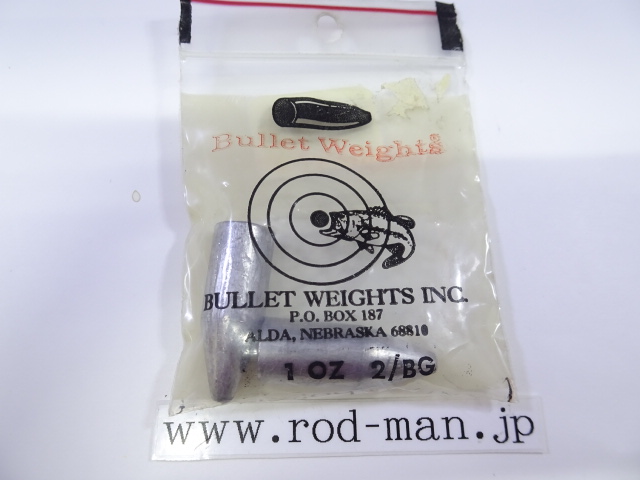 Bullet Weights
BULLET WEIGHTS INC.
P.O. BOX 187
ALDA, NEBRASKA 68810
1 OZ 2/BG
www.rod-man.jp